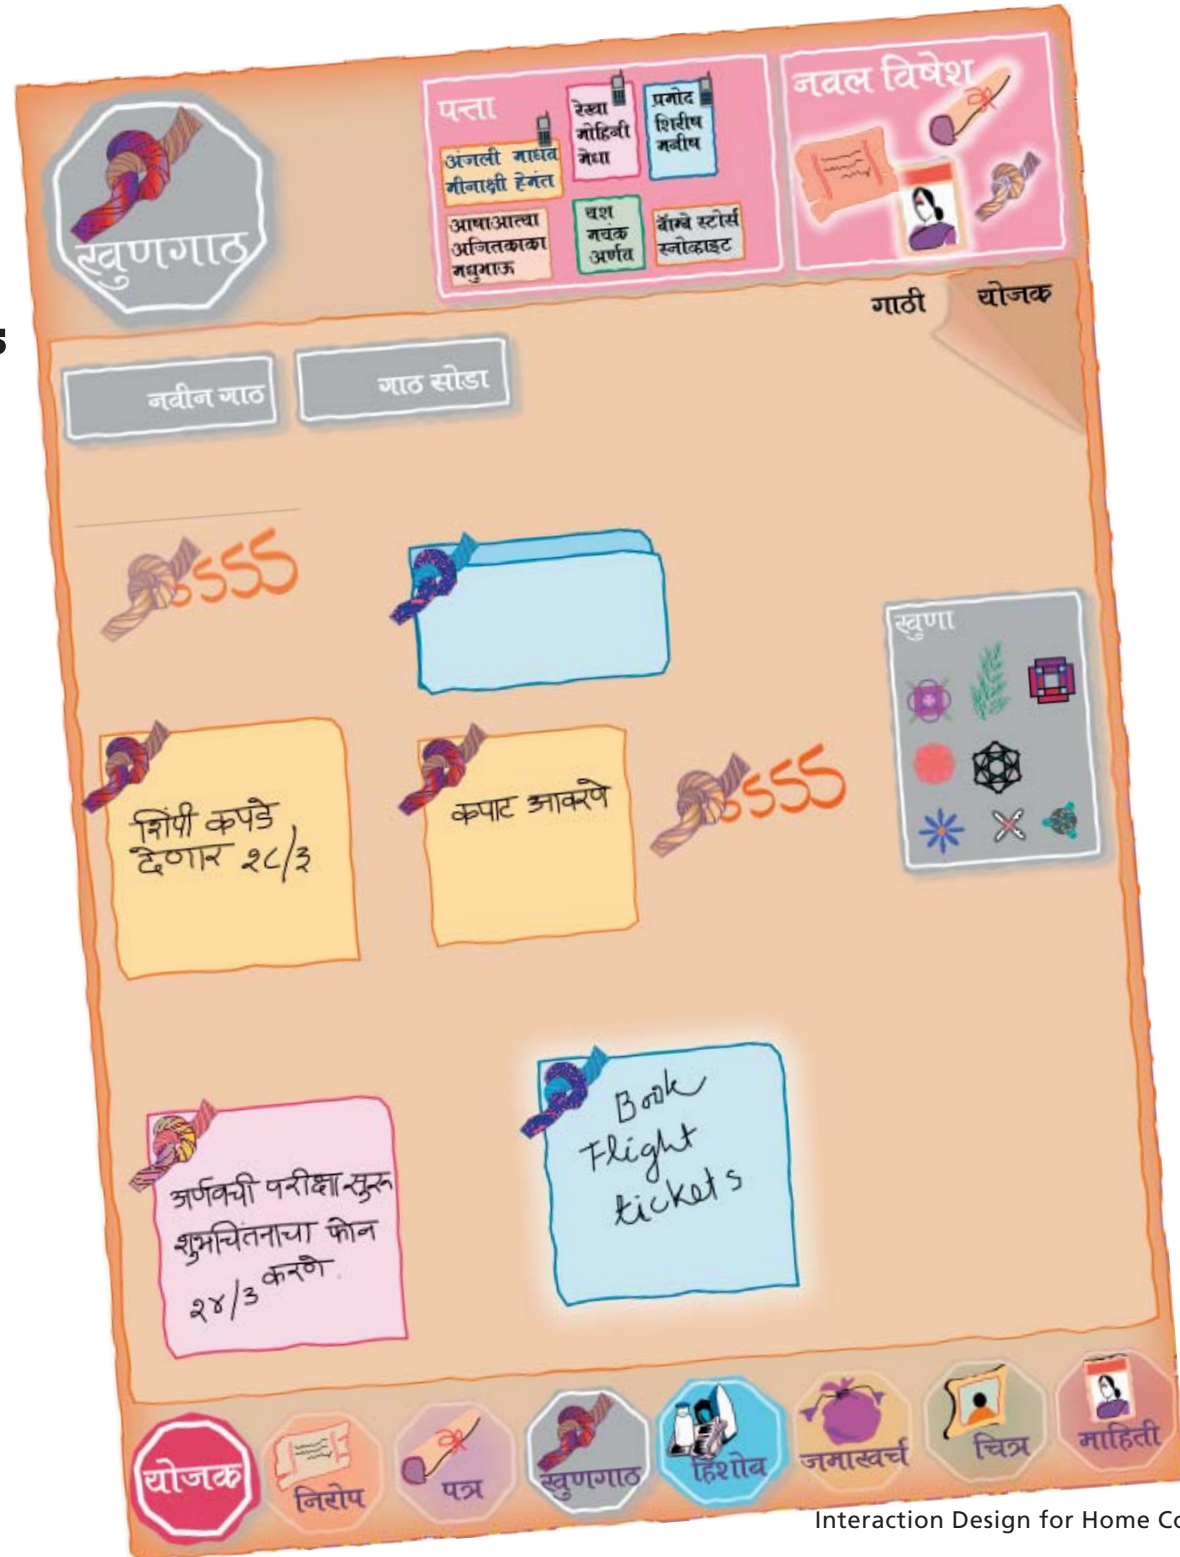 खुणगाठ
पत्ता
अंजली माधव
मीनाक्षी हेमंत
रेखा
मोहिनी
मेधा
प्रमोद
शिरीष
मनीष
आषाआत्या
अजितकाका
मधुभाऊ
यश
मयंक
अर्णव
बॅाम्बे स्टोर्स
स्नोव्हाइट
नवल विषेश
गाठी
योजक
नवीन गाठ
गाठ सोडा
खुणा
शिंपी कपडे
देणार २८/३
कपाट आवरणे
अर्णवची परीक्षा सुरू
शुभचिंतनाचा फोन
करणे.
२४/३
Book
Flight
tickets
योजक
निरोप
पत्र
खुणगाठ
हिशोब
जमाखर्च
चित्र
माहिती
Interaction Design for Home Co